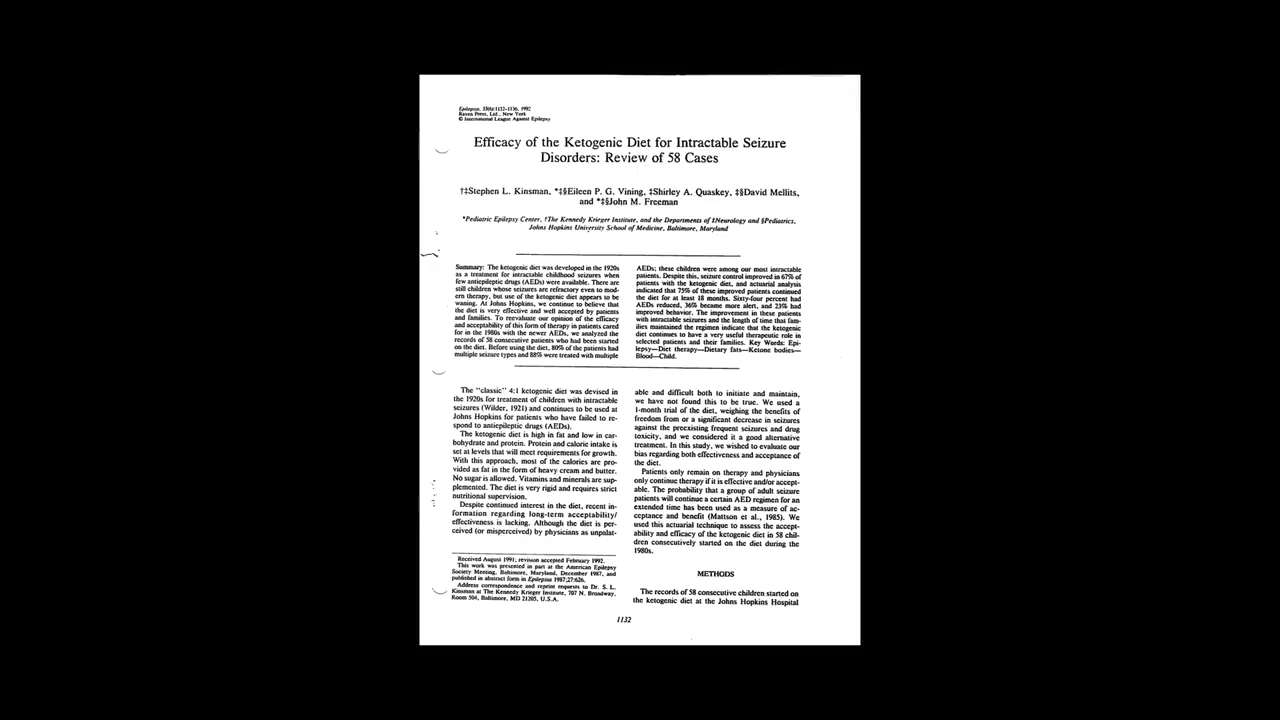 Epilepsia, 33(6):1132–1136, 1992
Raven Press, Ltd., New York
© International League Against Epilepsy
Efficacy of the Ketogenic Diet for Intractable Seizure
Disorders: Review of 58 Cases
†‡Stephen L. Kinsman, *‡§Eileen P. G. Vining, ‡Shirley A. Quaskey, ‡§David Mellits,
and *‡§John M. Freeman
*Pediatric Epilepsy Center, †The Kennedy Krieger Institute, and the Departments of ‡Neurology and §Pediatrics,
Johns Hopkins University School of Medicine, Baltimore, Maryland
Summary: The ketogenic diet was developed in the 1920s
as a treatment for intractable childhood seizures when
few antiepileptic drugs (AEDs) were available. There are
still children whose seizures are refractory even to mod-
ern therapy, but use of the ketogenic diet appears to be
waning. At Johns Hopkins, we continue to believe that
the diet is very effective and well accepted by patients
and families. To reevaluate our opinion of the efficacy
and acceptability of this form of therapy in patients cared
for in the 1980s with the newer AEDs, we analyzed the
records of 58 consecutive patients who had been started
on the diet. Before using the diet, 80% of the patients had
multiple seizure types and 88% were treated with multiple
AEDs; these children were among our most intractable
patients. Despite this, seizure control improved in 67% of
patients with the ketogenic diet, and actuarial analysis
indicated that 75% of these improved patients continued
the diet for at least 18 months. Sixty-four percent had
AEDs reduced, 36% became more alert, and 23% had
improved behavior. The improvement in these patients
with intractable seizures and the length of time that fam-
ilies maintained the regimen indicate that the ketogenic
diet continues to have a very useful therapeutic role in
selected patients and their families. Key Words: Epi-
lepsy—Diet therapy—Dietary fats—Ketone bodies—
Blood—Child.
The "classic" 4:1 ketogenic diet was devised in
the 1920s for treatment of children with intractable
seizures (Wilder, 1921) and continues to be used at
Johns Hopkins for patients who have failed to re-
spond to antiepileptic drugs (AEDs).
The ketogenic diet is high in fat and low in car-
bohydrate and protein. Protein and calorie intake is
set at levels that will meet requirements for growth.
With this approach, most of the calories are pro-
vided as fat in the form of heavy cream and butter.
No sugar is allowed. Vitamins and minerals are sup-
plemented. The diet is very rigid and requires strict
nutritional supervision.
Despite continued interest in the diet, recent in-
formation regarding long-term acceptability/
effectiveness is lacking. Although the diet is per-
ceived (or misperceived) by physicians as unpalat-
Received August 1991; revision accepted February 1992.
This work was presented in part at the American Epilepsy
Society Meeting, Baltimore, Maryland, December 1987, and
published in abstract form in Epilepsia 1987;27:626.
Address correspondence and reprint requests to Dr. S. L.
Kinsman at The Kennedy Krieger Institute, 707 N. Broadway,
Room 504, Baltimore, MD 21205, U.S.A.
able and difficult both to initiate and maintain,
we have not found this to be true. We used a
1-month trial of the diet, weighing the benefits of
freedom from or a significant decrease in seizures
against the preexisting frequent seizures and drug
toxicity, and we considered it a good alternative
treatment. In this study, we wished to evaluate our
bias regarding both effectiveness and acceptance of
the diet.
Patients only remain on therapy and physicians
only continue therapy if it is effective and/or accept-
able. The probability that a group of adult seizure
patients will continue a certain AED regimen for an
extended time has been used as a measure of ac-
ceptance and benefit (Mattson et al., 1985). We
used this actuarial technique to assess the accept-
ability and efficacy of the ketogenic diet in 58 chil-
dren consecutively started on the diet during the
1980s.
METHODS
The records of 58 consecutive children started on
the ketogenic diet at the Johns Hopkins Hospital
1132